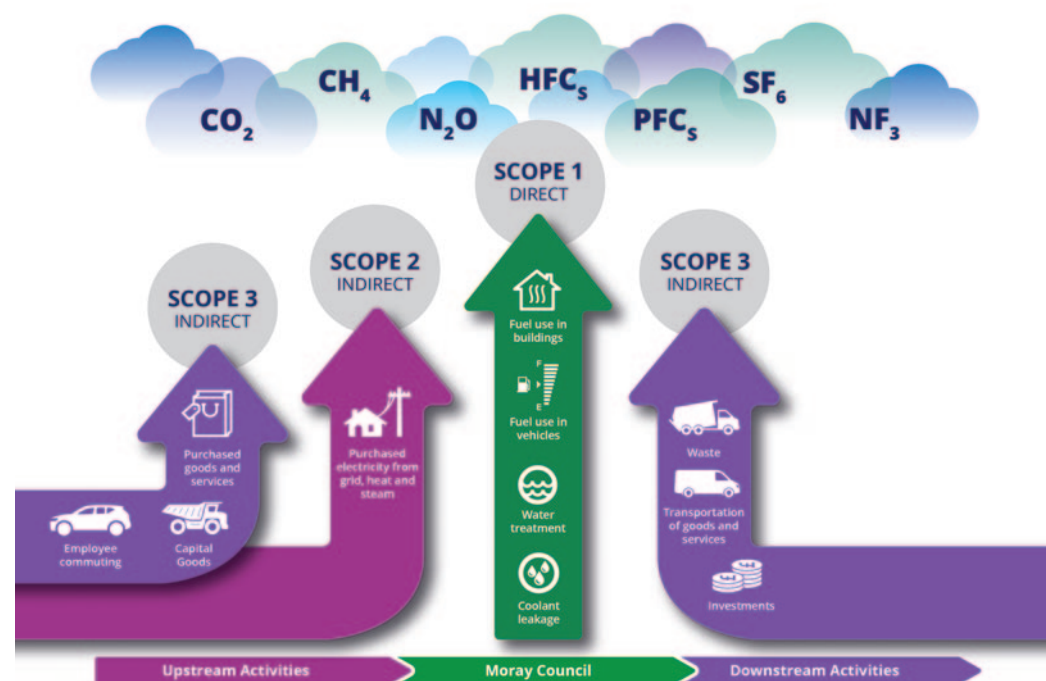 CO₂
CH₄
N₂O
HFCₛ
PFCₛ
SF₆
NF₃
SCOPE 3
INDIRECT
Purchased
goods and
services
Employee
commuting
Capital
Goods
SCOPE 2
INDIRECT
Purchased
electricity from
grid, heat and
steam
SCOPE 1
DIRECT
Fuel use in
buildings
F
E
Fuel use in
vehicles
Water
treatment
Coolant
leakage
SCOPE 3
INDIRECT
Waste
Transportation
of goods and
services
Investments
Upstream Activities
Moray Council
Downstream Activities